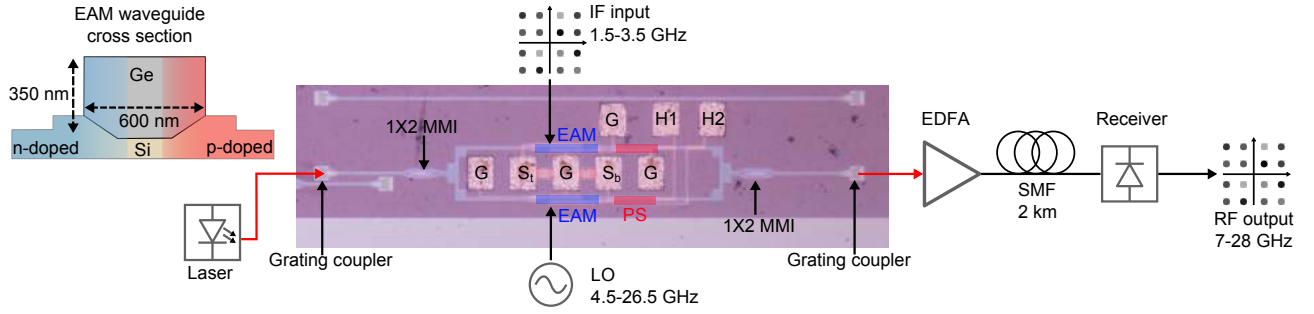 EAM waveguide
cross section
Ge
350 nm
600 nm
n-doped
Si
p-doped
IF input
1.5-3.5 GHz
1X2 MMI
EAM
G
H1
H2
G
St
G
Sb
G
EAM
PS
1X2 MMI
Laser
Grating coupler
LO
4.5-26.5 GHz
Grating coupler
EDFA
SMF
2 km
Receiver
RF output
7-28 GHz